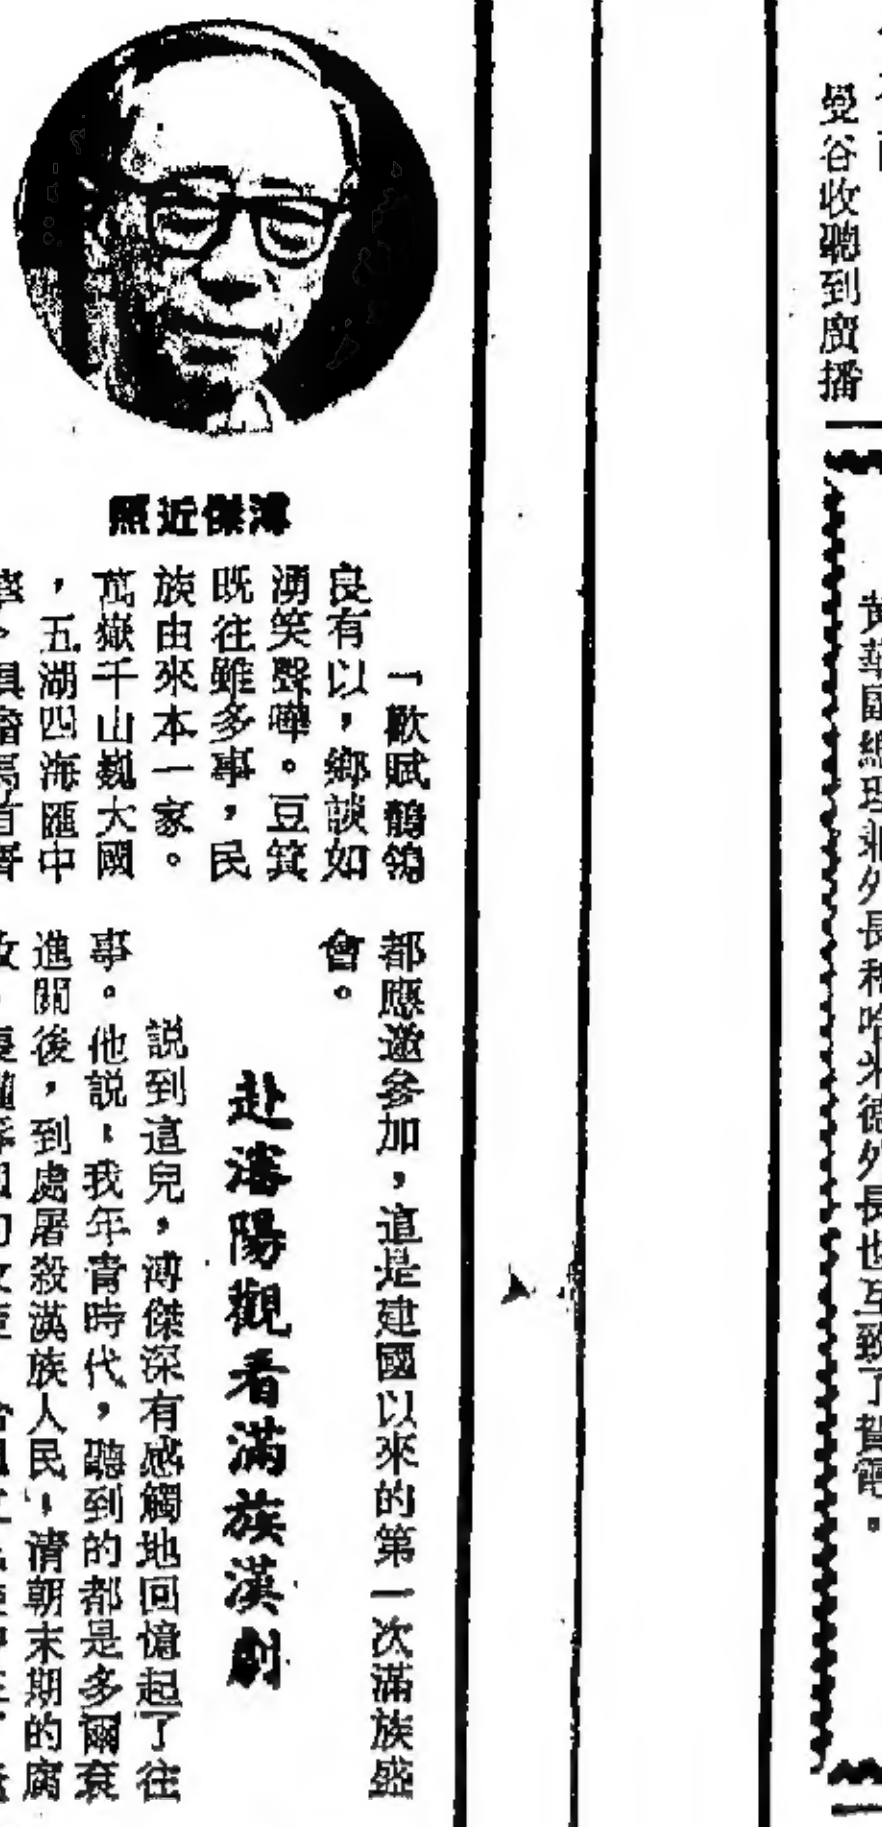 曼谷收聽到廣播
黃華副總理兼外長和哈米德外長也互致了賀電。
溥傑近照
「歌賦鶺鴒
良有以,鄉談如
湧笑聲嘩。豆箕
既往雖多事,民
族由來本一家。
萬嶽千山巍大國
,五湖四海匯中
都應邀參加,這是建國以來的第一次滿族盛
會。
赴瀋陽觀看滿族漢劇
説到這兒,溥傑深有感觸地回憶起了往
事。他説:我年青時代,聽到的都是多爾袞
進關後,到處屠殺漢族人民,清朝末期的腐